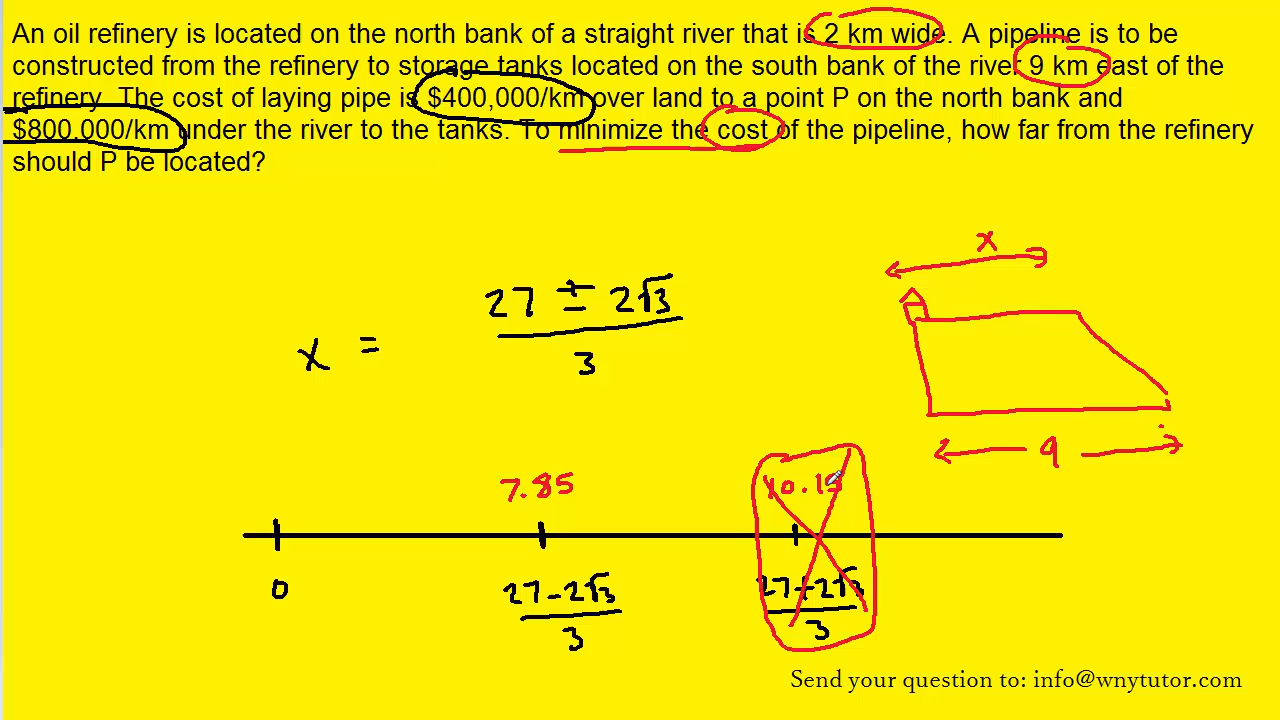 An oil refinery is located on the north bank of a straight river that is 2 km wide. A pipeline is to be
constructed from the refinery to storage tanks located on the south bank of the river 9 km east of the
refinery. The cost of laying pipe is $400,000/km over land to a point P on the north bank and
$800,000/km under the river to the tanks. To minimize the cost of the pipeline, how far from the refinery
should P be located?
x
x = 27 ± 2√3
3
9
7.85 10.15
0 27-2√3 27+2√3
3 3
Send your question to: info@wnytutor.com